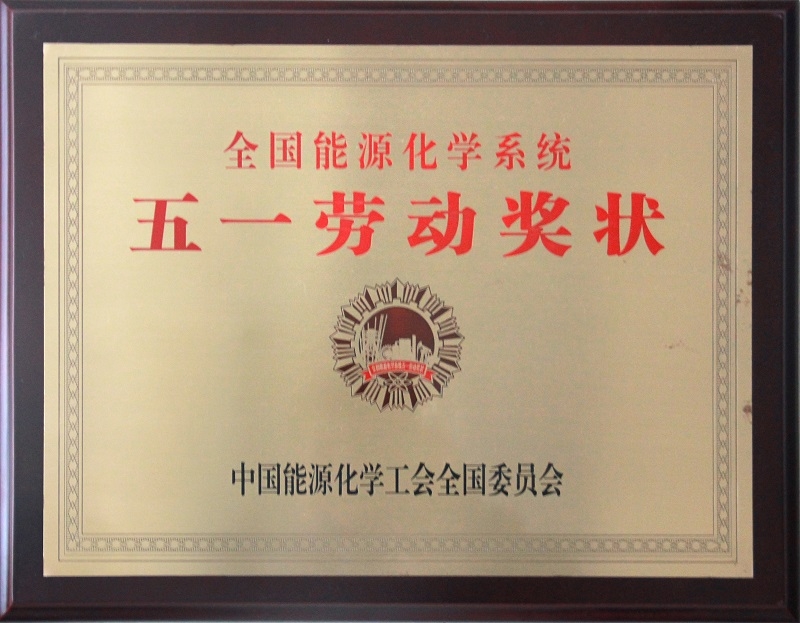 全国能源化学系统
五一劳动奖状
中国能源化学工会全国委员会